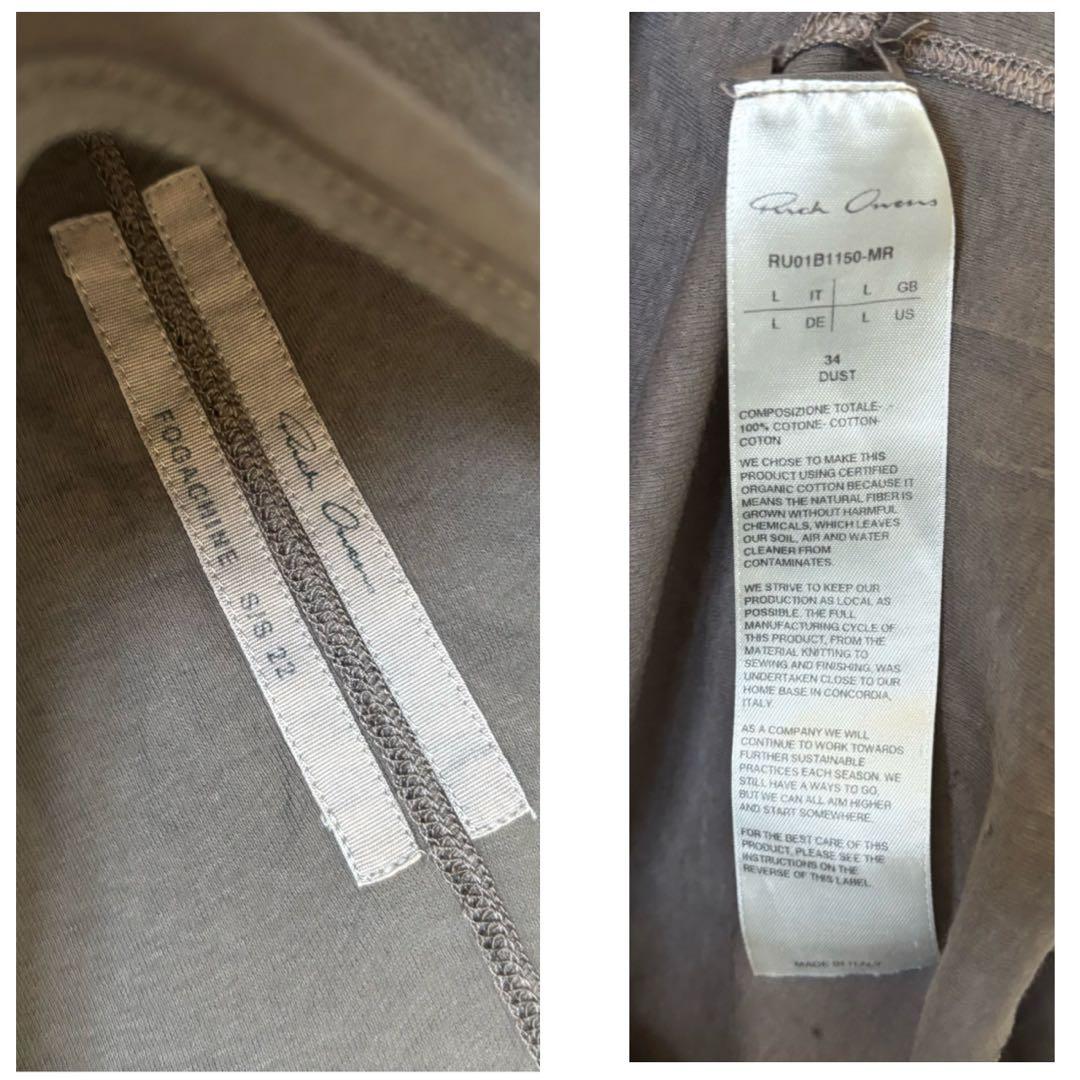 Rick Owens
FOGACHINE S/S 22
Rick Owens
RU01B1150-MR
L IT L GB
L DE L US
34
DUST
COMPOSIZIONE TOTALE- -
100% COTONE- COTTON-
COTON
WE CHOSE TO MAKE THIS
PRODUCT USING CERTIFIED
ORGANIC COTTON BECAUSE IT
MEANS THE NATURAL FIBER IS
GROWN WITHOUT HARMFUL
CHEMICALS, WHICH LEAVES
OUR SOIL, AIR AND WATER
CLEANER FROM
CONTAMINATES.
WE STRIVE TO KEEP OUR
PRODUCTION AS LOCAL AS
POSSIBLE. THE FULL
MANUFACTURING CYCLE OF
THIS PRODUCT, FROM THE
MATERIAL KNITTING TO
SEWING AND FINISHING, WAS
UNDERTAKEN CLOSE TO OUR
HOME BASE IN CONCORDIA,
ITALY.
AS A COMPANY WE WILL
CONTINUE TO WORK TOWARDS
FURTHER SUSTAINABLE
PRACTICES EACH SEASON. WE
STILL HAVE A WAYS TO GO,
BUT WE CAN ALL AIM HIGHER
AND START SOMEWHERE.
FOR THE BEST CARE OF THIS
PRODUCT, PLEASE SEE THE
INSTRUCTIONS ON THE
REVERSE OF THIS LABEL.
MADE IN ITALY